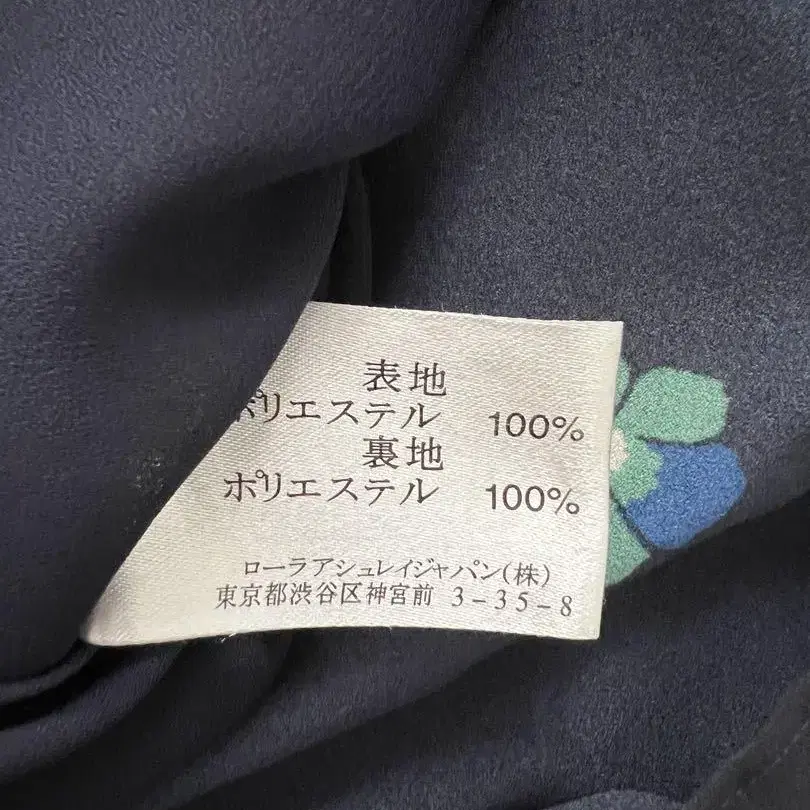 表地
ポリエステル 100%
裏地
ポリエステル 100%
ローラアシュレイジャパン(株)
東京都渋谷区神宮前 3-35-8